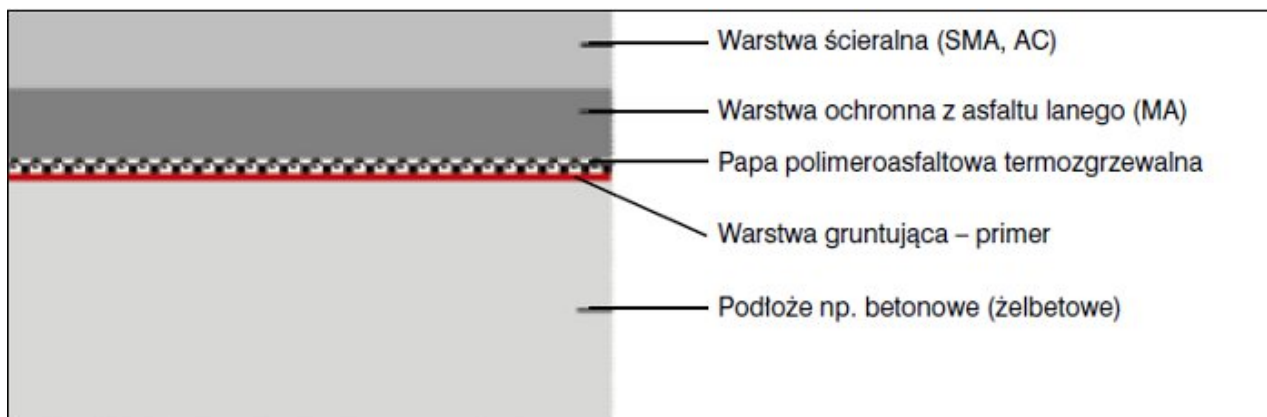 Warstwa ścieralna (SMA, AC)
Warstwa ochronna z asfaltu lanego (MA)
Papa polimeroasfaltowa termozgrzewalna
Warstwa gruntująca – primer
Podłoże np. betonowe (żelbetowe)